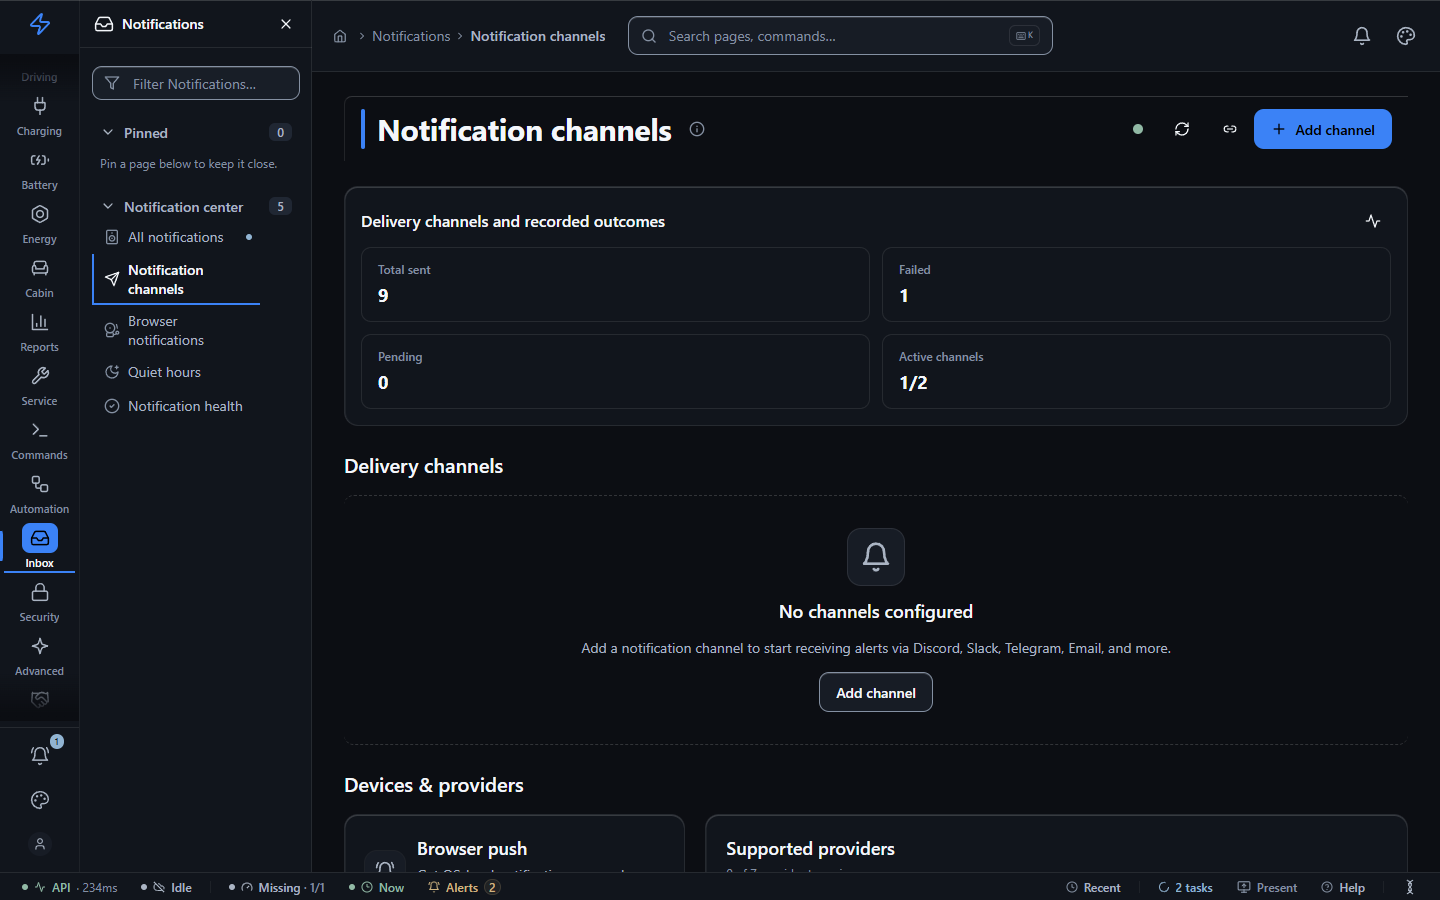 Notifications
Driving
Charging
Battery
Energy
Cabin
Reports
Service
Commands
Automation
Inbox
Security
Advanced
1
Filter Notifications...
Pinned 0
Pin a page below to keep it close.
Notification center 5
All notifications
Notification
channels
Browser
notifications
Quiet hours
Notification health
Notifications
Notification channels
Search pages, commands...
K
Notification channels
Add channel
Delivery channels and recorded outcomes
Total sent
9
Failed
1
Pending
0
Active channels
1/2
Delivery channels
No channels configured
Add a notification channel to start receiving alerts via Discord, Slack, Telegram, Email, and more.
Add channel
Devices & providers
Browser push
Supported providers
API · 234ms
Idle
Missing · 1/1
Now
Alerts 2
Recent
2 tasks
Present
Help